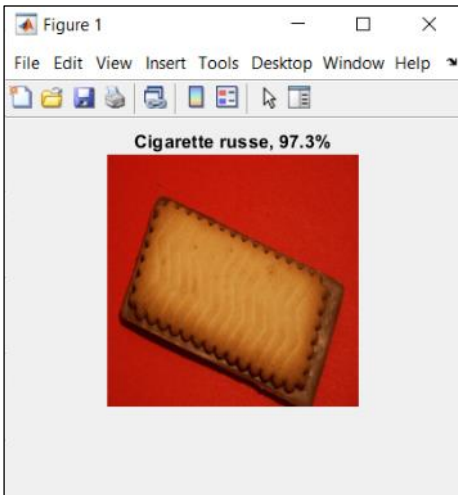 Figure 1
File Edit View Insert Tools Desktop Window Help
Cigarette russe, 97.3%